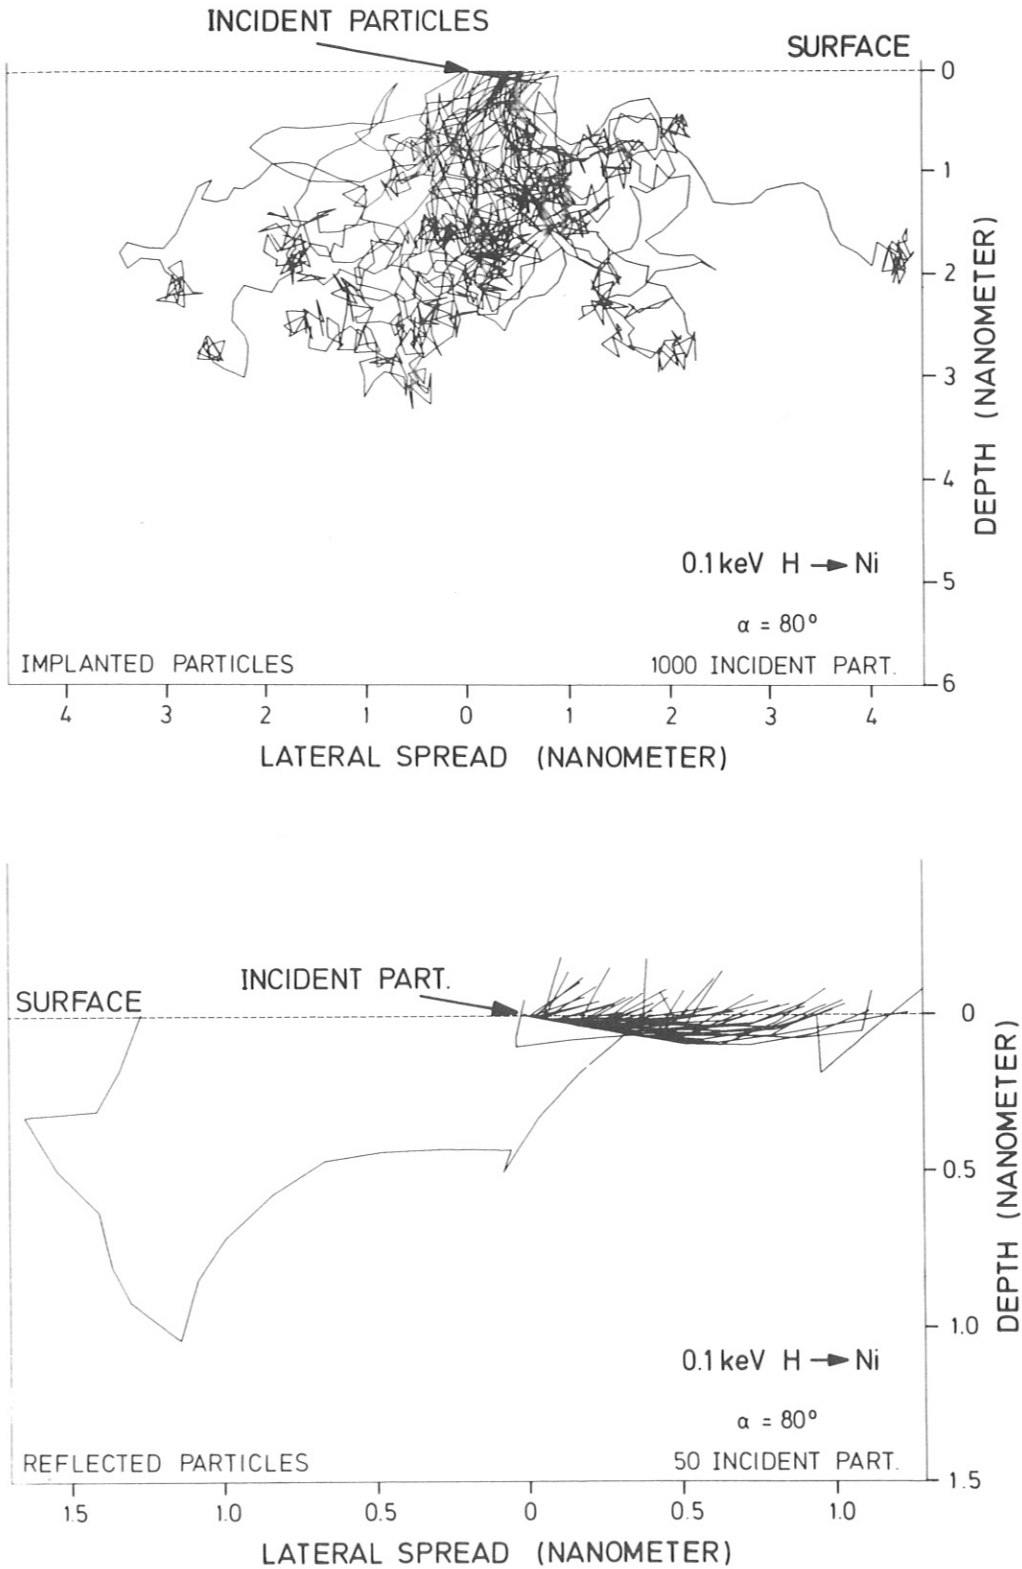 INCIDENT PARTICLES
SURFACE
0
1
2
3
4
5
6
DEPTH (NANOMETER)
0.1 keV H → Ni
α = 80°
IMPLANTED PARTICLES
1000 INCIDENT PART.
4 3 2 1 0 1 2 3 4
LATERAL SPREAD (NANOMETER)
INCIDENT PART.
SURFACE
0
0.5
1.0
1.5
DEPTH (NANOMETER)
0.1 keV H → Ni
α = 80°
REFLECTED PARTICLES
50 INCIDENT PART.
1.5 1.0 0.5 0 0.5 1.0
LATERAL SPREAD (NANOMETER)